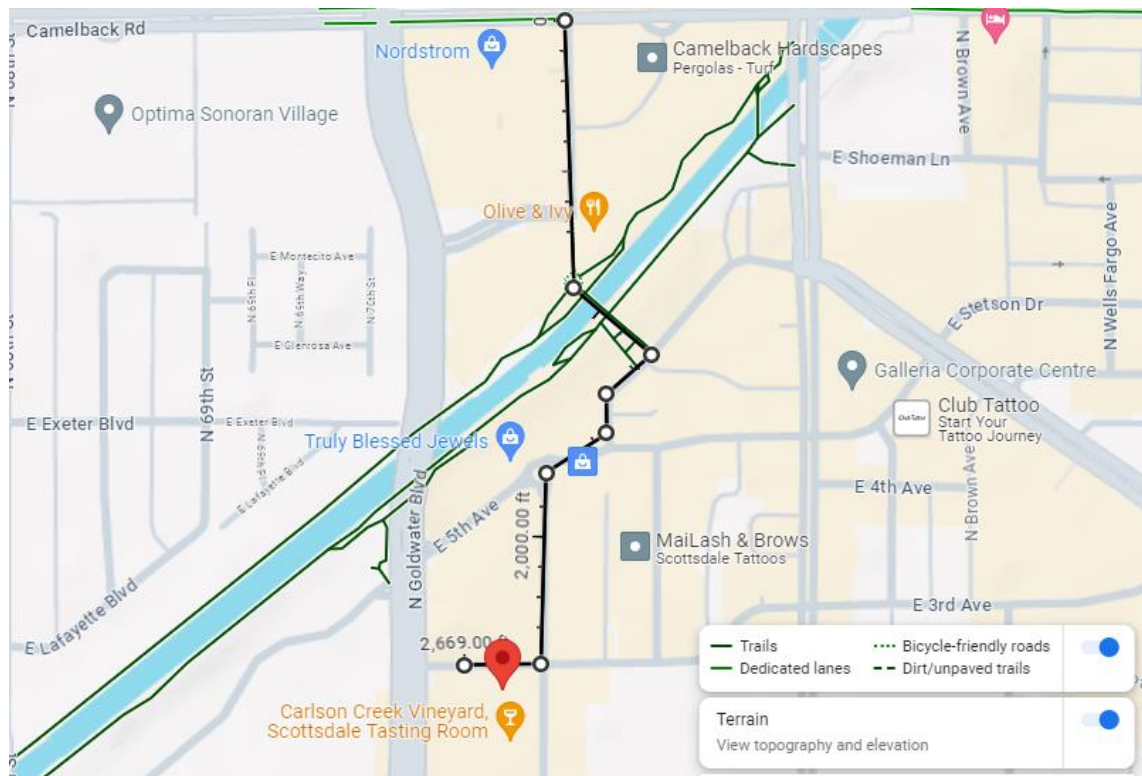 Camelback Rd
Nordstrom
Camelback Hardscapes
Pergolas - Turf
N Brown Ave
Optima Sonoran Village
E Shoeman Ln
Olive & Ivy
N Wells Fargo Ave
E Montecito Ave
N 69th Pl
N 69th Way
N 70th St
E Glenrosa Ave
E Stetson Dr
Galleria Corporate Centre
N 69th St
E Exeter Blvd
E Exeter Blvd
Club Tattoo
Start Your
Tattoo Journey
Truly Blessed Jewels
E Lafayette Blvd
N Goldwater Blvd
E 5th Ave
2,000.00 ft
E 4th Ave
N Brown Ave
MaiLash & Brows
Scottsdale Tattoos
E Lafayette Blvd
E 3rd Ave
2,669.00 ft
Carlson Creek Vineyard,
Scottsdale Tasting Room
Trails
Bicycle-friendly roads
Dedicated lanes
Dirt/unpaved trails
Terrain
View topography and elevation